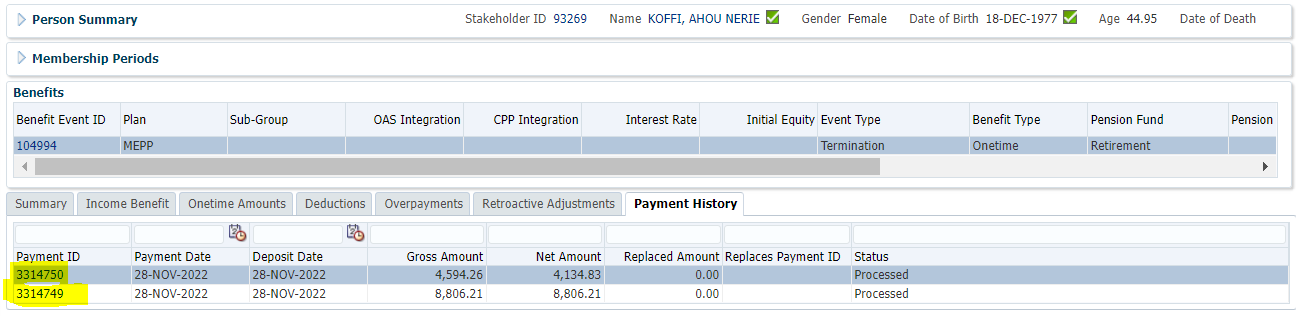 Person Summary Stakeholder ID 93269 Name KOFFI, AHOU NERIE Gender Female Date of Birth 18-DEC-1977 Age 44.95 Date of Death
Membership Periods
Benefits
Benefit Event ID Plan Sub-Group OAS Integration CPP Integration Interest Rate Initial Equity Event Type Benefit Type Pension Fund Pension
104994 MEPP Termination Onetime Retirement
Summary Income Benefit Onetime Amounts Deductions Overpayments Retroactive Adjustments Payment History
Payment ID Payment Date Deposit Date Gross Amount Net Amount Replaced Amount Replaces Payment ID Status
3314750 28-NOV-2022 28-NOV-2022 4,594.26 4,134.83 0.00 Processed
3314749 28-NOV-2022 28-NOV-2022 8,806.21 8,806.21 0.00 Processed